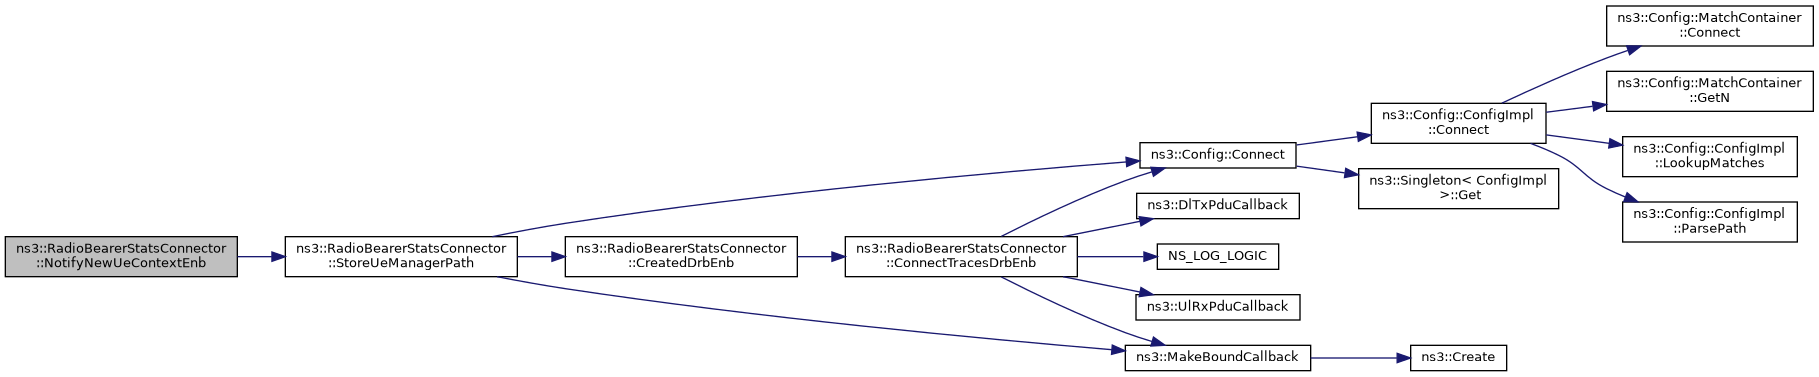 ns3::RadioBearerStatsConnector
::NotifyNewUeContextEnb
ns3::RadioBearerStatsConnector
::StoreUeManagerPath
ns3::RadioBearerStatsConnector
::CreatedDrbEnb
ns3::RadioBearerStatsConnector
::ConnectTracesDrbEnb
ns3::Config::Connect
ns3::DlTxPduCallback
NS_LOG_LOGIC
ns3::UlRxPduCallback
ns3::MakeBoundCallback
ns3::Config::ConfigImpl
::Connect
ns3::Singleton< ConfigImpl
>::Get
ns3::Create
ns3::Config::MatchContainer
::Connect
ns3::Config::MatchContainer
::GetN
ns3::Config::ConfigImpl
::LookupMatches
ns3::Config::ConfigImpl
::ParsePath